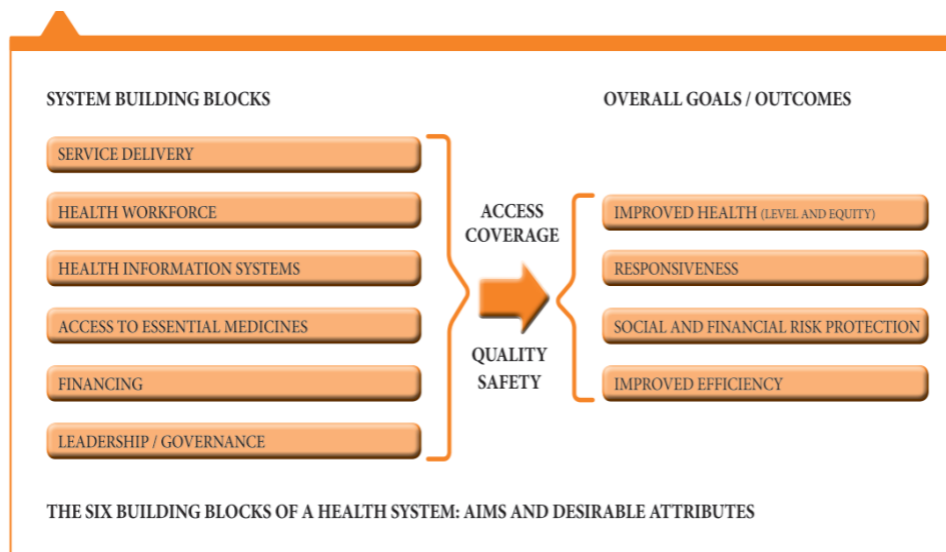 SYSTEM BUILDING BLOCKS
SERVICE DELIVERY
HEALTH WORKFORCE
HEALTH INFORMATION SYSTEMS
ACCESS TO ESSENTIAL MEDICINES
FINANCING
LEADERSHIP / GOVERNANCE
ACCESS
COVERAGE
QUALITY
SAFETY
OVERALL GOALS / OUTCOMES
IMPROVED HEALTH (LEVEL AND EQUITY)
RESPONSIVENESS
SOCIAL AND FINANCIAL RISK PROTECTION
IMPROVED EFFICIENCY
THE SIX BUILDING BLOCKS OF A HEALTH SYSTEM: AIMS AND DESIRABLE ATTRIBUTES